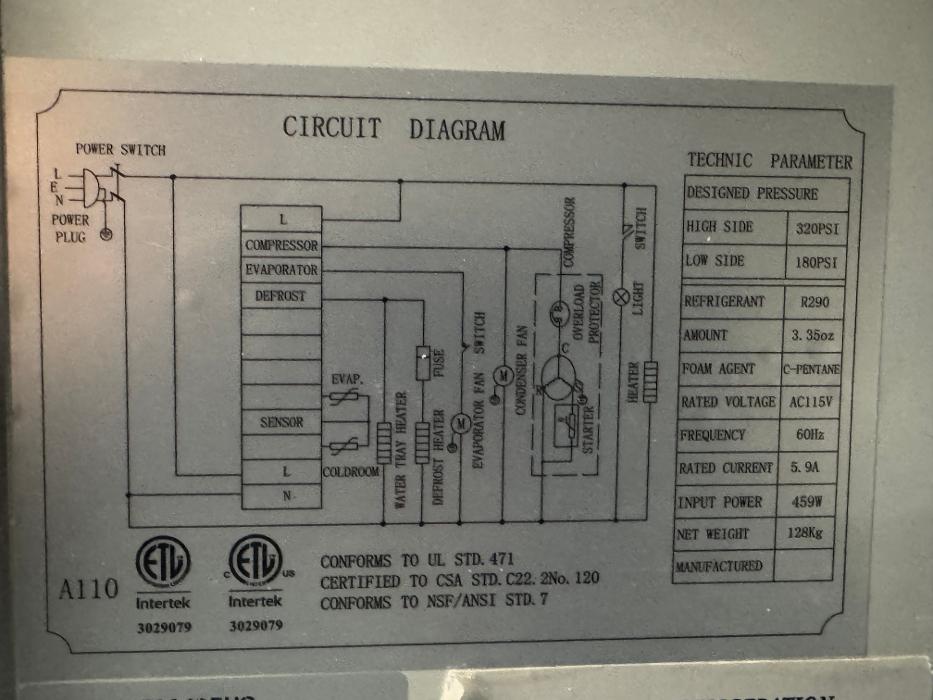 CIRCUIT DIAGRAM
POWER SWITCH
L
E
N
POWER
PLUG
L
COMPRESSOR
EVAPORATOR
DEFROST
SENSOR
L
N
EVAP.
COLDROOM
WATER TRAY HEATER
FUSE
DEFROST HEATER
EVAPORATOR FAN SWITCH
M
M
CONDENSER FAN
COMPRESSOR
OVERLOAD
PROTECTOR
C
STARTER
SWITCH
LIGHT
HEATER
TECHNIC PARAMETER
DESIGNED PRESSURE
HIGH SIDE 320PSI
LOW SIDE 180PSI
REFRIGERANT R290
AMOUNT 3.35oz
FOAM AGENT C-PENTANE
RATED VOLTAGE AC115V
FREQUENCY 60Hz
RATED CURRENT 5.9A
INPUT POWER 459W
NET WEIGHT 128Kg
MANUFACTURED
A110
ETL
Intertek
3029079
C ETL US
Intertek
3029079
CONFORMS TO UL STD. 471
CERTIFIED TO CSA STD. C22. 2No. 120
CONFORMS TO NSF/ANSI STD. 7